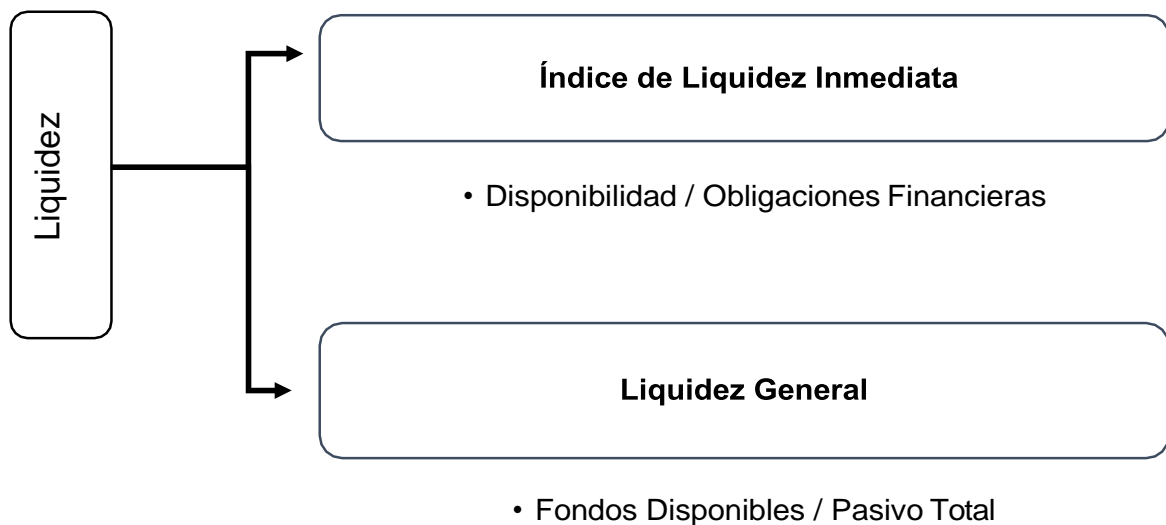 Liquidez
Índice de Liquidez Inmediata
• Disponibilidad / Obligaciones Financieras
Liquidez General
• Fondos Disponibles / Pasivo Total